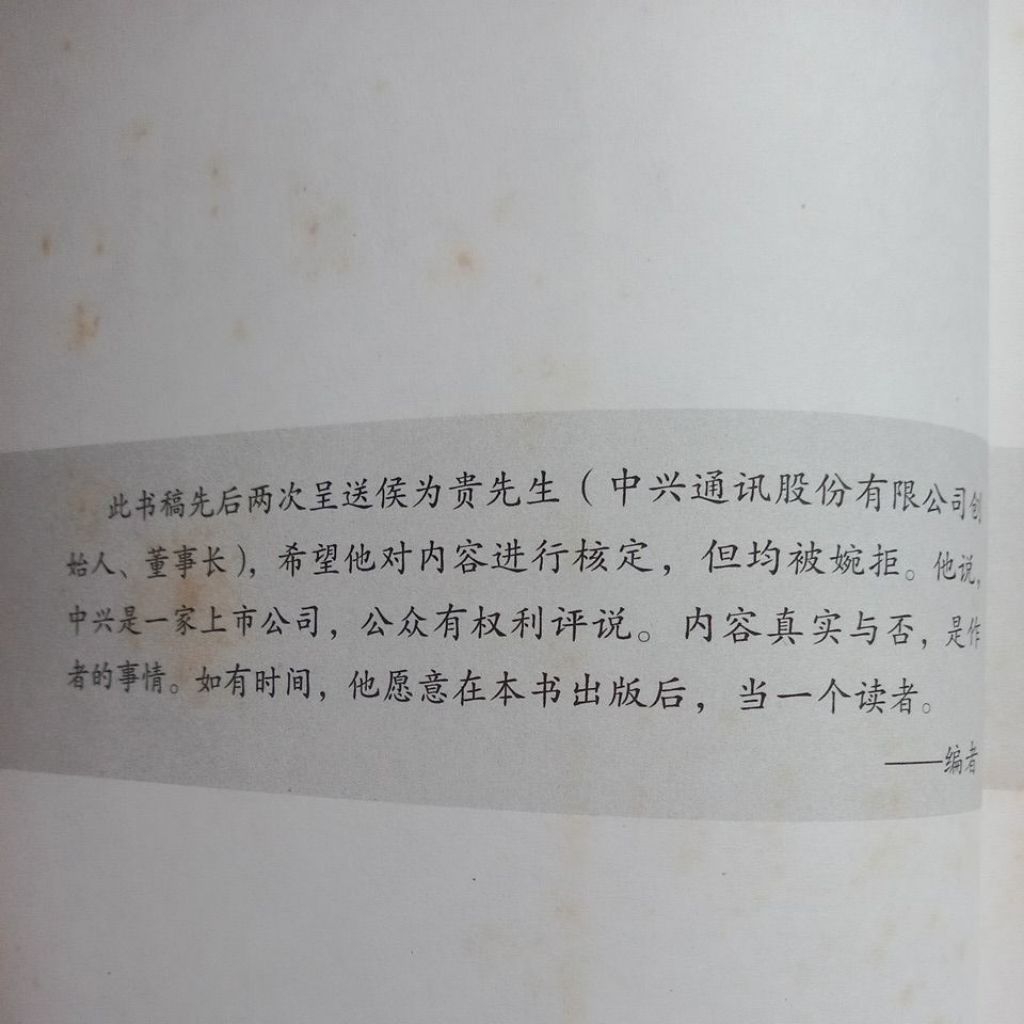 此书稿先后两次呈送侯为贵先生（中兴通讯股份有限公司创
始人、董事长），希望他对内容进行核定，但均被婉拒。他说，
中兴是一家上市公司，公众有权利评说。内容真实与否，是作
者的事情。如有时间，他愿意在本书出版后，当一个读者。
——编者